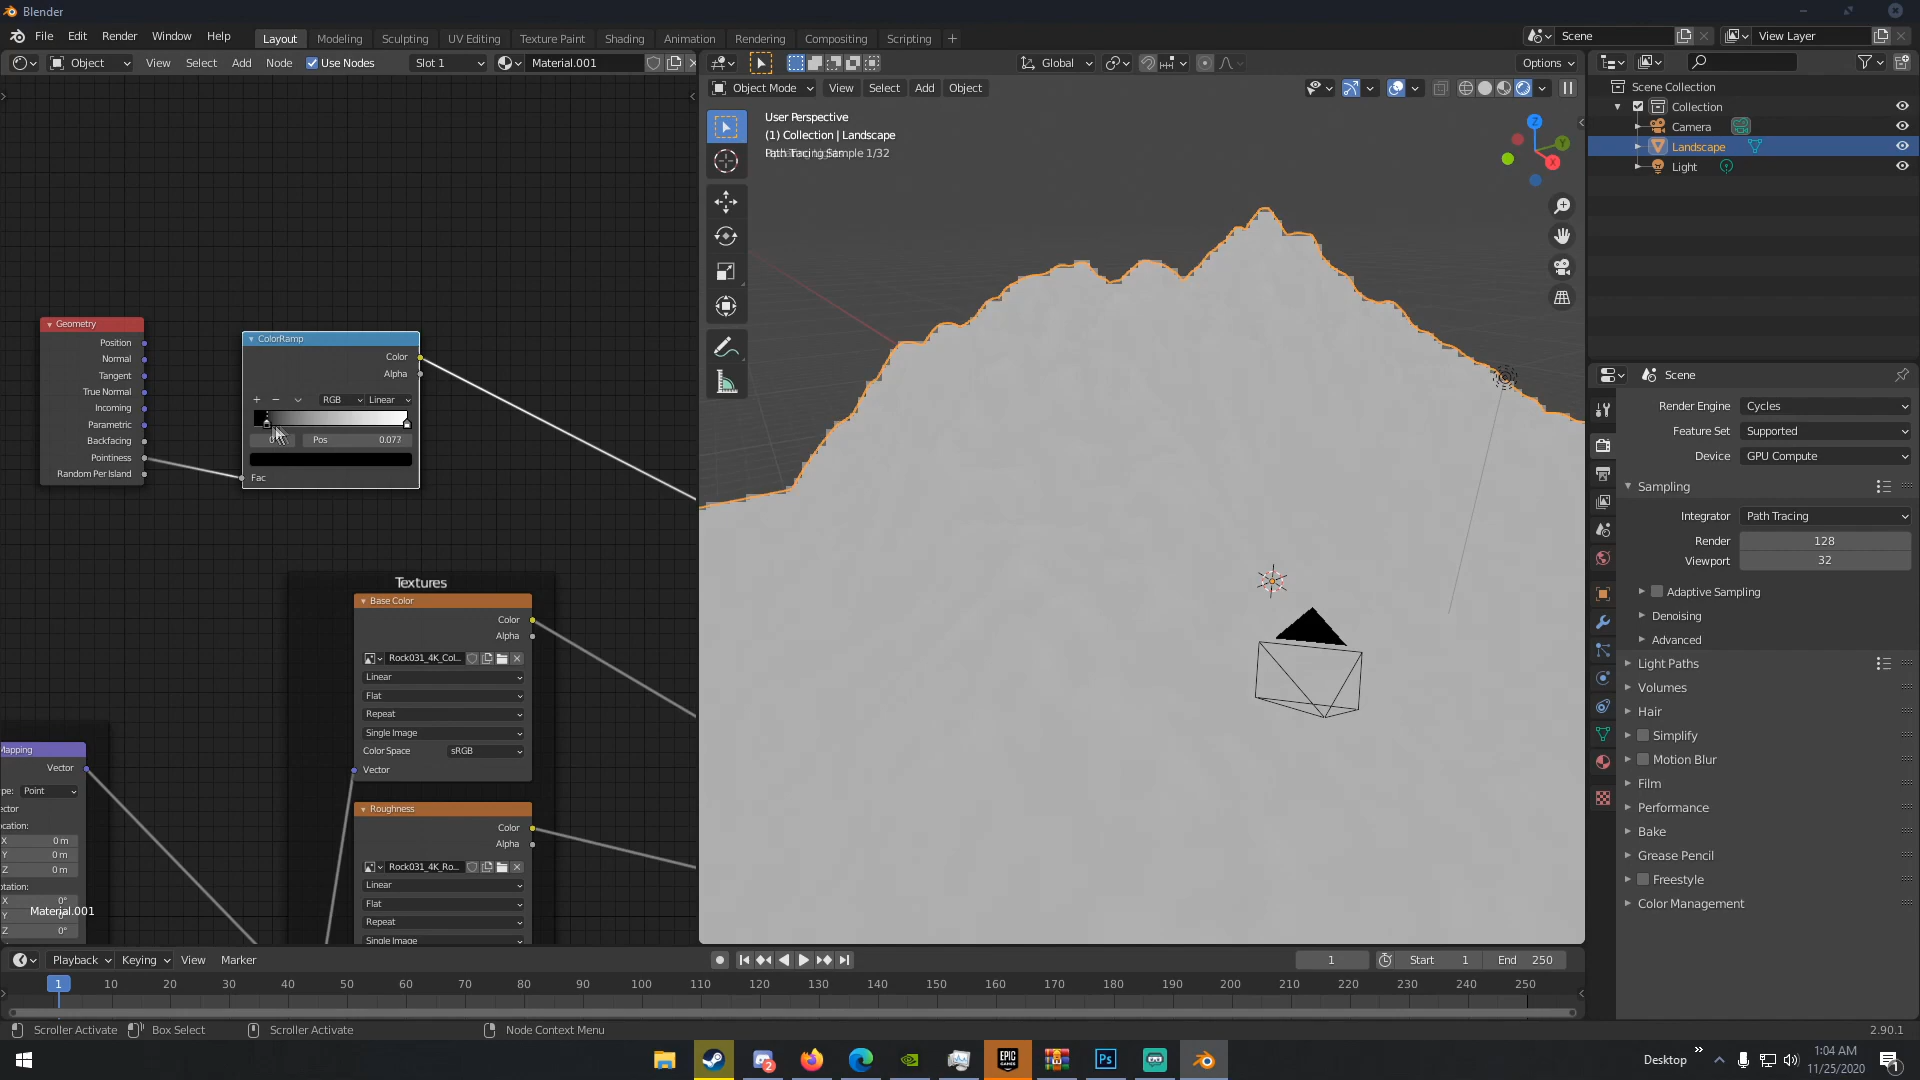 Blender
File Edit Render Window Help
Layout Modeling Sculpting UV Editing Texture Paint Shading Animation Rendering Compositing Scripting +
Scene
View Layer
Object View Select Add Node Use Nodes Slot 1 Material.001
Global
Options
Object Mode View Select Add Object
User Perspective
(1) Collection | Landscape
Path Tracing Sample 1/32
Z
Y
X
Scene Collection
Collection
Camera
Landscape
Light
Geometry
Position
Normal
Tangent
True Normal
Incoming
Parametric
Backfacing
Pointiness
Random Per Island
ColorRamp
Color
Alpha
RGB Linear
Pos 0.077
Fac
Textures
Base Color
Color
Alpha
Rock031_4K_Col...
Linear
Flat
Repeat
Single Image
Color Space sRGB
Vector
Roughness
Color
Alpha
Rock031_4K_Ro...
Linear
Flat
Repeat
Single Image
Mapping
Vector
Point
X 0 m
Y 0 m
Z 0 m
X 0°
Y 0°
Z 0°
Material.001
Scene
Render Engine Cycles
Feature Set Supported
Device GPU Compute
Sampling
Integrator Path Tracing
Render 128
Viewport 32
Adaptive Sampling
Denoising
Advanced
Light Paths
Volumes
Hair
Simplify
Motion Blur
Film
Performance
Bake
Grease Pencil
Freestyle
Color Management
Playback Keying View Marker
1 Start 1 End 250
1 10 20 30 40 50 60 70 80 90 100 110 120 130 140 150 160 170 180 190 200 210 220 230 240 250
Scroller Activate Box Select Scroller Activate Node Context Menu
2.90.1
Desktop
1:04 AM
11/25/2020